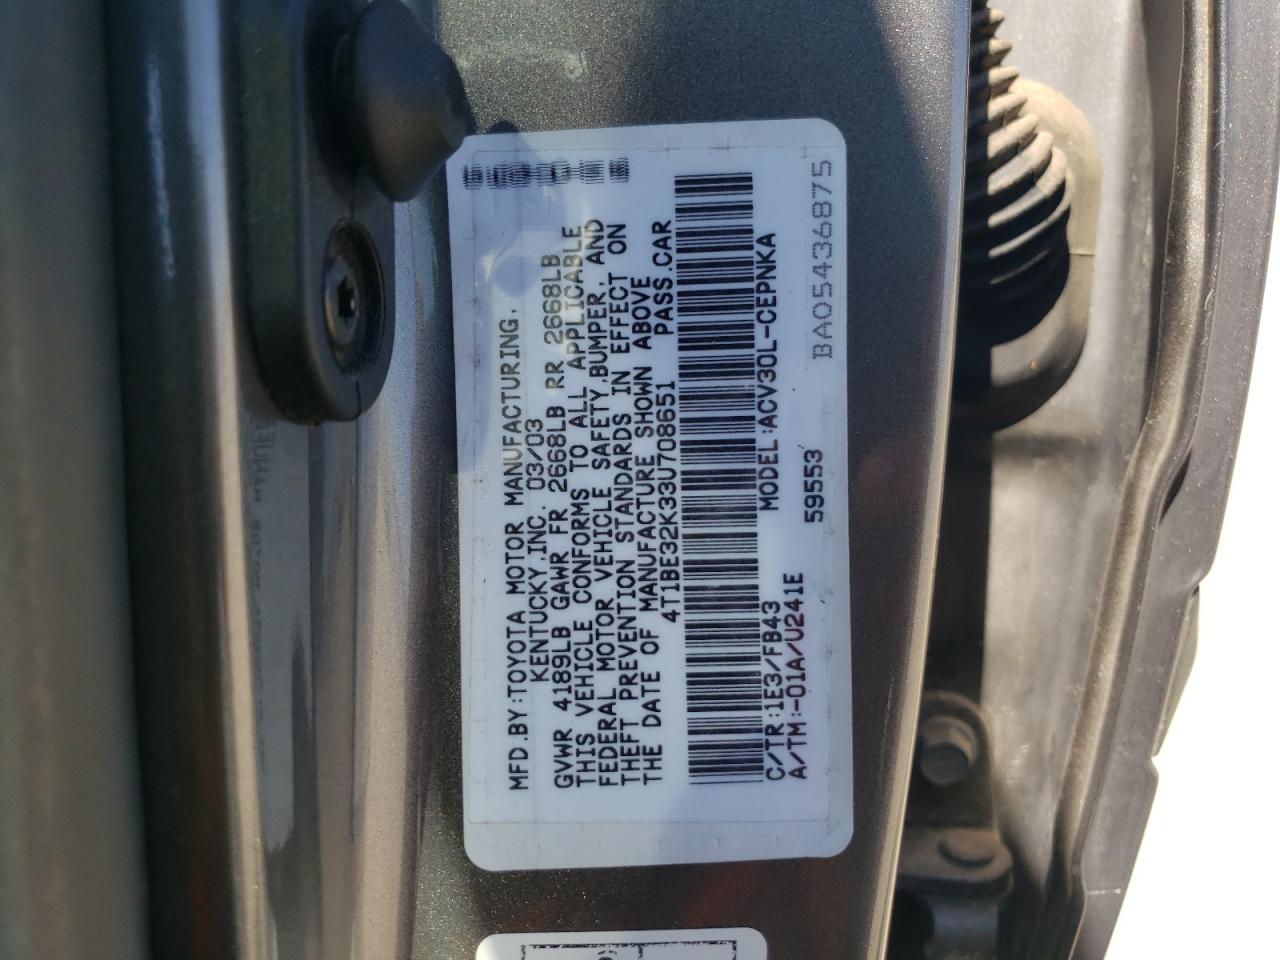 MFD.BY:TOYOTA MOTOR MANUFACTURING,
KENTUCKY,INC. 03/03
GVWR 4189LB GAWR FR 2668LB RR 2668LB
THIS VEHICLE CONFORMS TO ALL APPLICABLE
FEDERAL MOTOR VEHICLE SAFETY,BUMPER, AND
THEFT PREVENTION STANDARDS IN EFFECT ON
THE DATE OF MANUFACTURE SHOWN ABOVE
4T1BE32K33U708651 PASS.CAR
C/TR:1E3/FB43 MODEL:ACV30L-CEPNKA
A/TM:-01A/U241E 59553
BA05436875